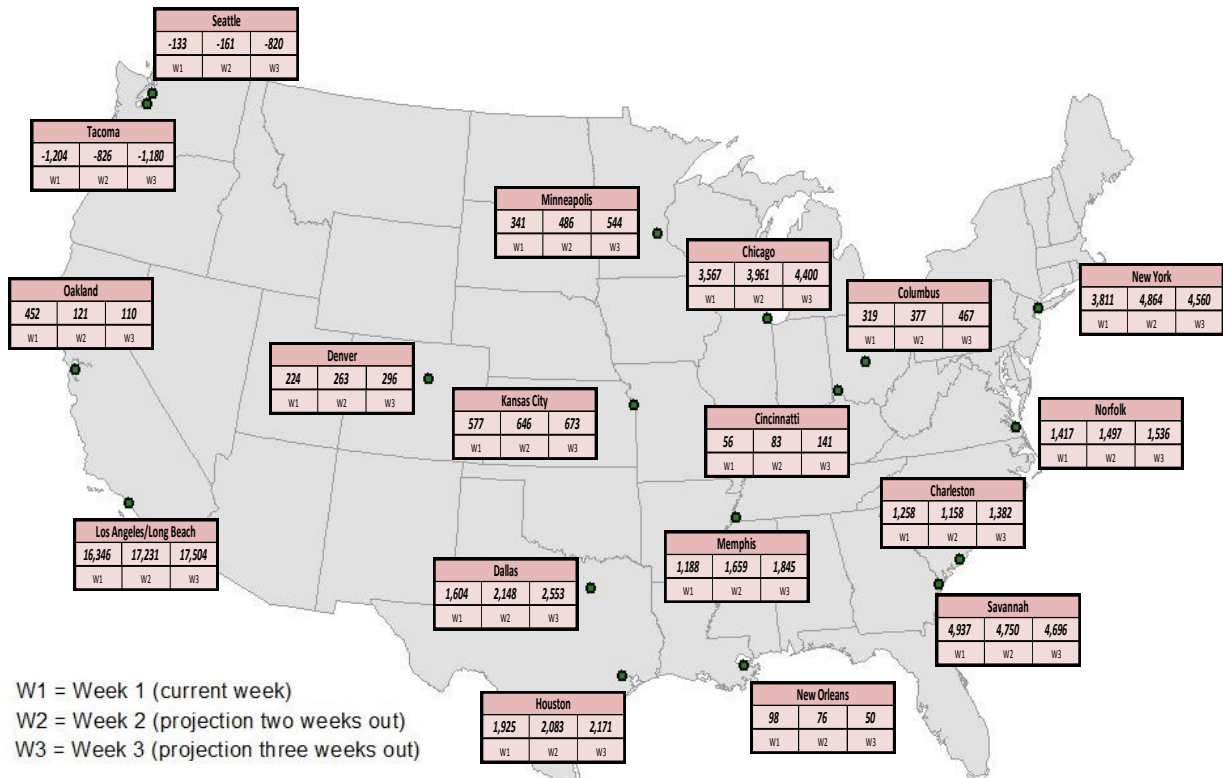 Seattle
-133 -161 -820
W1 W2 W3
Tacoma
-1,204 -826 -1,180
W1 W2 W3
Minneapolis
341 486 544
W1 W2 W3
Chicago
3,567 3,961 4,400
W1 W2 W3
New York
3,811 4,864 4,560
W1 W2 W3
Oakland
452 121 110
W1 W2 W3
Columbus
319 377 467
W1 W2 W3
Denver
224 263 296
W1 W2 W3
Kansas City
577 646 673
W1 W2 W3
Cincinnatti
56 83 141
W1 W2 W3
Norfolk
1,417 1,497 1,536
W1 W2 W3
Charleston
1,258 1,158 1,382
W1 W2 W3
Los Angeles/Long Beach
16,346 17,231 17,504
W1 W2 W3
Memphis
1,188 1,659 1,845
W1 W2 W3
Dallas
1,604 2,148 2,553
W1 W2 W3
Savannah
4,937 4,750 4,696
W1 W2 W3
Houston
1,925 2,083 2,171
W1 W2 W3
New Orleans
98 76 50
W1 W2 W3
W1 = Week 1 (current week)
W2 = Week 2 (projection two weeks out)
W3 = Week 3 (projection three weeks out)